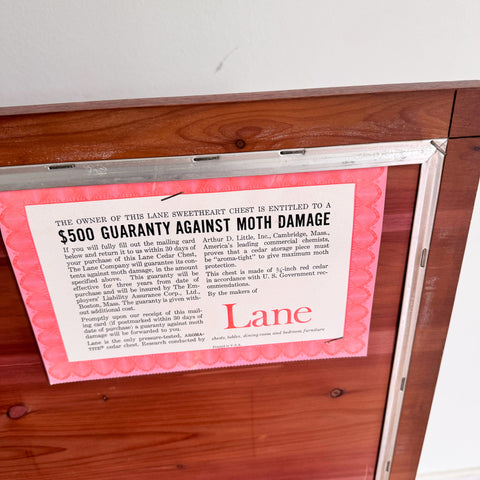 THE OWNER OF THIS LANE SWEETHEART CHEST IS ENTITLED TO A
$500 GUARANTY AGAINST MOTH DAMAGE
If you will fully fill out the mailing card
below and return it to us within 30 days of
your purchase of this Lane Cedar Chest,
The Lane Company will guarantee its con-
tents against moth damage, in the amount
specified above. This guaranty will be
effective for three years from date of
purchase and will be insured by The Em-
ployers' Liability Assurance Corp., Ltd.,
Boston, Mass. The guaranty is given with-
out additional cost.
Promptly upon our receipt of this mail-
ing card (if postmarked within 30 days of
date of purchase) a guaranty against moth
damage will be forwarded to you.
Lane is the only pressure-tested, AROMA-
TITE® cedar chest. Research conducted by
Arthur D. Little, Inc., Cambridge, Mass.,
America's leading commercial chemists,
proves that a cedar storage piece must
be "aroma-tight" to give maximum moth
protection.
This chest is made of ¾-inch red cedar
in accordance with U. S. Government rec-
ommendations.
By the makers of
Lane
chests, tables, dining-room and bedroom furniture
Printed in U.S.A.